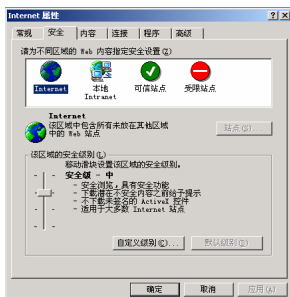 Internet 属性
常规 安全 内容 连接 程序 高级
请为不同区域的 Web 内容指定安全设置(Z)
Internet 本地 可信站点 受限站点
Intranet
Internet
该区域中包含所有未放在其他区域
中的 Web 站点
站点(S)...
该区域的安全级别(L)
移动滑块设置该区域的安全级别。
安全级 - 中
- 安全浏览，具有安全功能
- 下载潜在不安全内容之前给予提示
- 不下载未签名的 ActiveX 控件
- 适用于大多数 Internet 站点
自定义级别(C)... 默认级别(D)
确定 取消 应用(A)